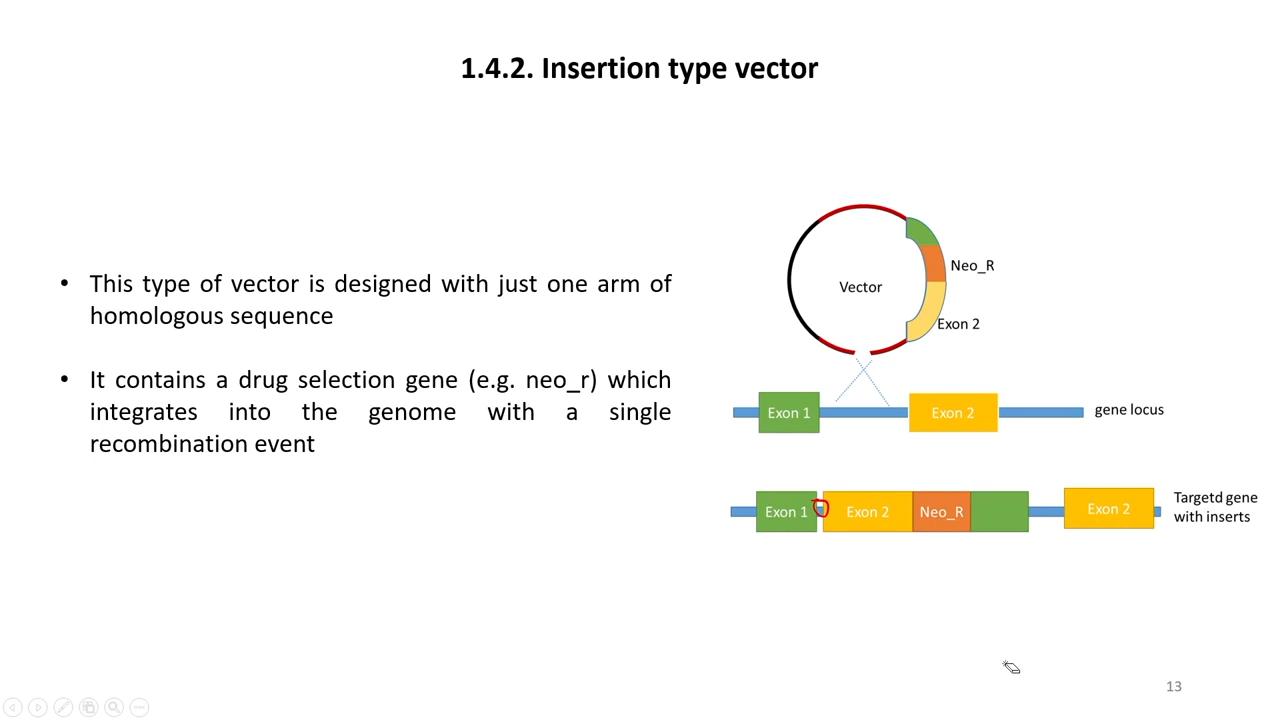 1.4.2. Insertion type vector
• This type of vector is designed with just one arm of
homologous sequence
• It contains a drug selection gene (e.g. neo_r) which
integrates into the genome with a single
recombination event
Neo_R
Vector
Exon 2
Exon 1
Exon 2
gene locus
Exon 1
Exon 2
Neo_R
Exon 2
Targetd gene
with inserts
13